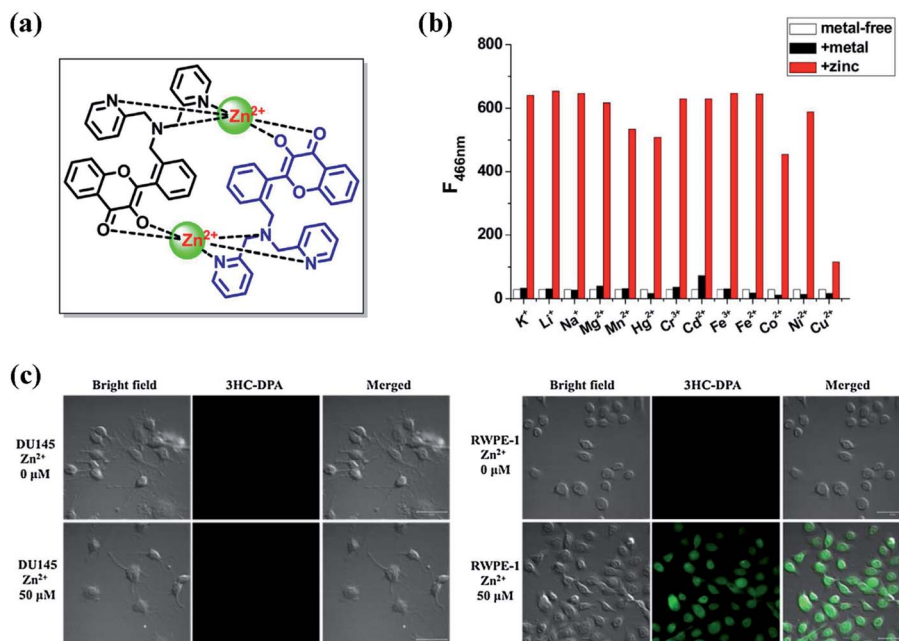 (a)
N
N
Zn²⁺
N
O
O
O
O
O
O
Zn²⁺
N
N
N
(b)
metal-free
+metal
+zinc
800
600
400
200
0
F466nm
K⁺ Li⁺ Na⁺ Mg²⁺ Mn²⁺ Hg²⁺ Cr³⁺ Cd²⁺ Fe³⁺ Fe²⁺ Co²⁺ Ni²⁺ Cu²⁺
(c)
Bright field 3HC-DPA Merged
DU145
Zn²⁺
0 μM
DU145
Zn²⁺
50 μM
Bright field 3HC-DPA Merged
RWPE-1
Zn²⁺
0 μM
RWPE-1
Zn²⁺
50 μM